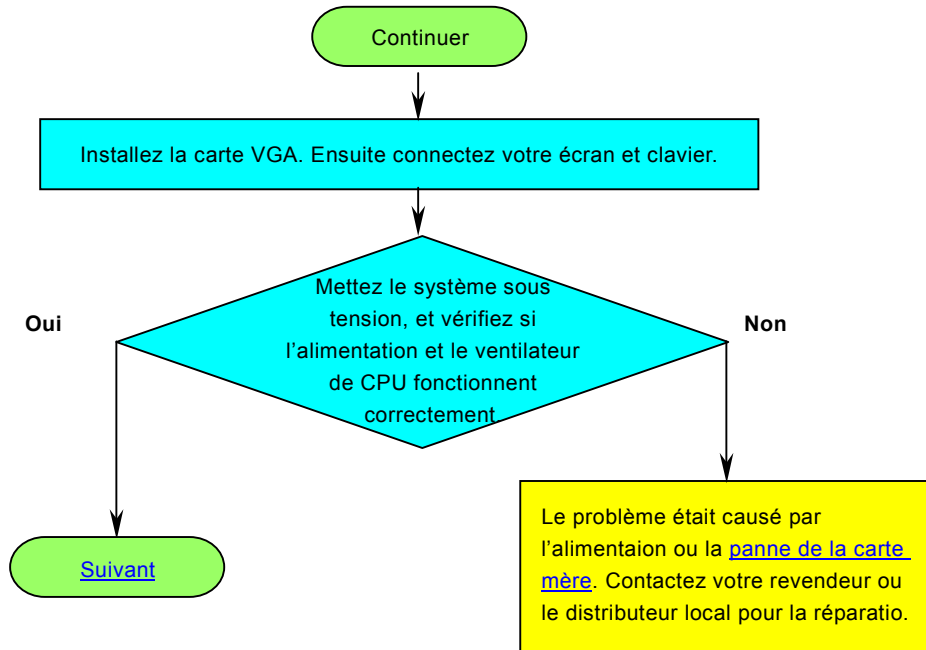 Continuer
Installez la carte VGA. Ensuite connectez votre écran et clavier.
Mettez le système sous
tension, et vérifiez si
l’alimentation et le ventilateur
de CPU fonctionnent
correctement.
Oui
Non
Suivant
Le problème était causé par
l’alimentaion ou la panne de la carte
mère. Contactez votre revendeur ou
le distributeur local pour la réparatio.